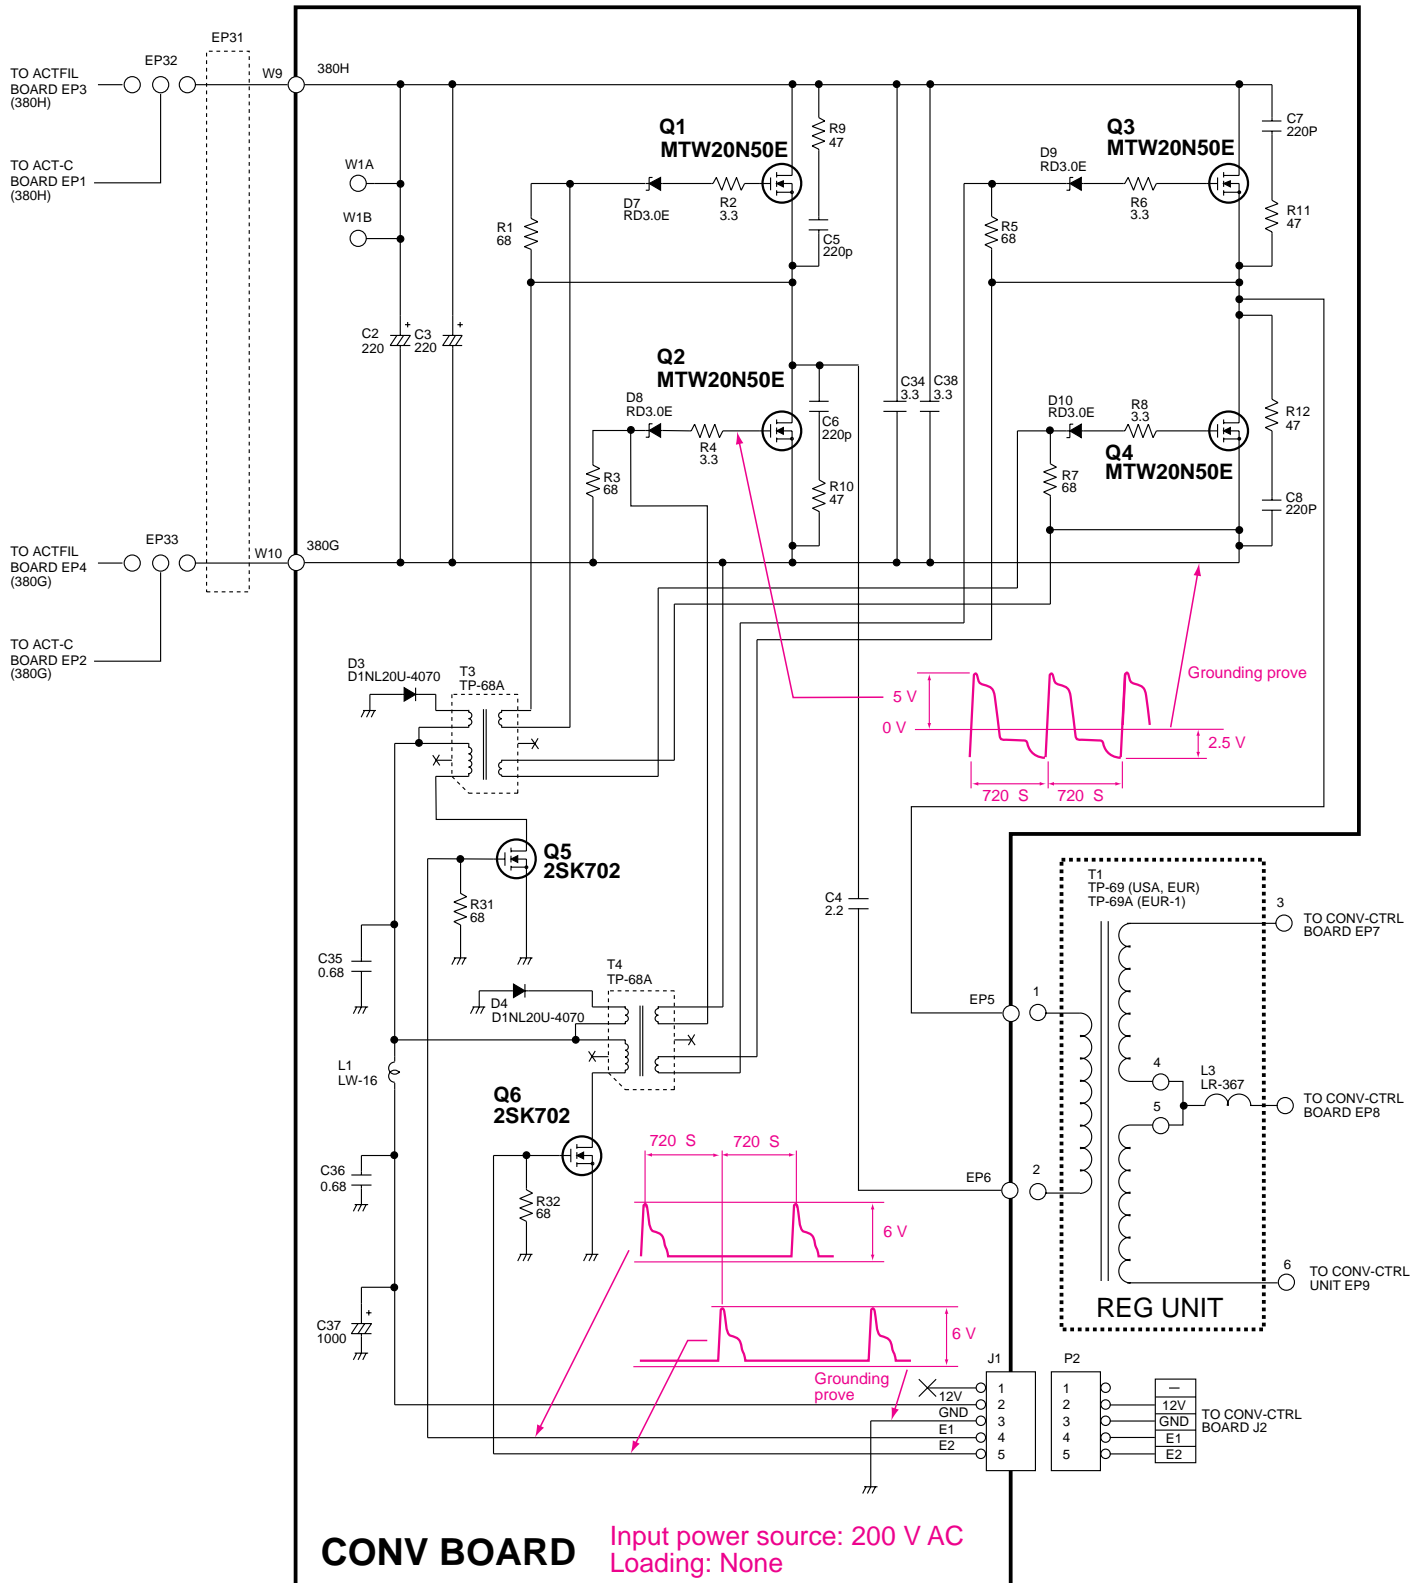 EP31
EP32
TO ACTFIL
BOARD EP3
(380H)
W9
380H
TO ACT-C
BOARD EP1
(380H)
W1A
W1B
Q1
MTW20N50E
R9
47
D7
RD3.0E
R2
3.3
R1
68
C5
220p
Q3
MTW20N50E
C7
220P
D9
RD3.0E
R6
3.3
R5
68
R11
47
C2
220
C3
220
+
+
Q2
MTW20N50E
D8
RD3.0E
R4
3.3
R3
68
C6
220p
R10
47
C34
3.3
C38
3.3
D10
RD3.0E
R8
3.3
Q4
MTW20N50E
R7
68
R12
47
C8
220P
TO ACTFIL
BOARD EP4
(380G)
EP33
W10
380G
TO ACT-C
BOARD EP2
(380G)
D3
D1NL20U-4070
T3
TP-68A
5 V
0 V
Grounding prove
2.5 V
720 S
720 S
Q5
2SK702
R31
68
C35
0.68
C4
2.2
T4
TP-68A
D4
D1NL20U-4070
L1
LW-16
Q6
2SK702
C36
0.68
R32
68
C37
1000
+
720 S
720 S
6 V
6 V
Grounding
prove
T1
TP-69 (USA, EUR)
TP-69A (EUR-1)
3
TO CONV-CTRL
BOARD EP7
EP5
1
4
5
L3
LR-367
TO CONV-CTRL
BOARD EP8
EP6
2
6
TO CONV-CTRL
UNIT EP9
REG UNIT
J1
P2
1
1
—
12V
2
2
12V
GND
3
3
GND
E1
4
4
E1
E2
5
5
E2
TO CONV-CTRL
BOARD J2
CONV BOARD
Input power source: 200 V AC
Loading: None